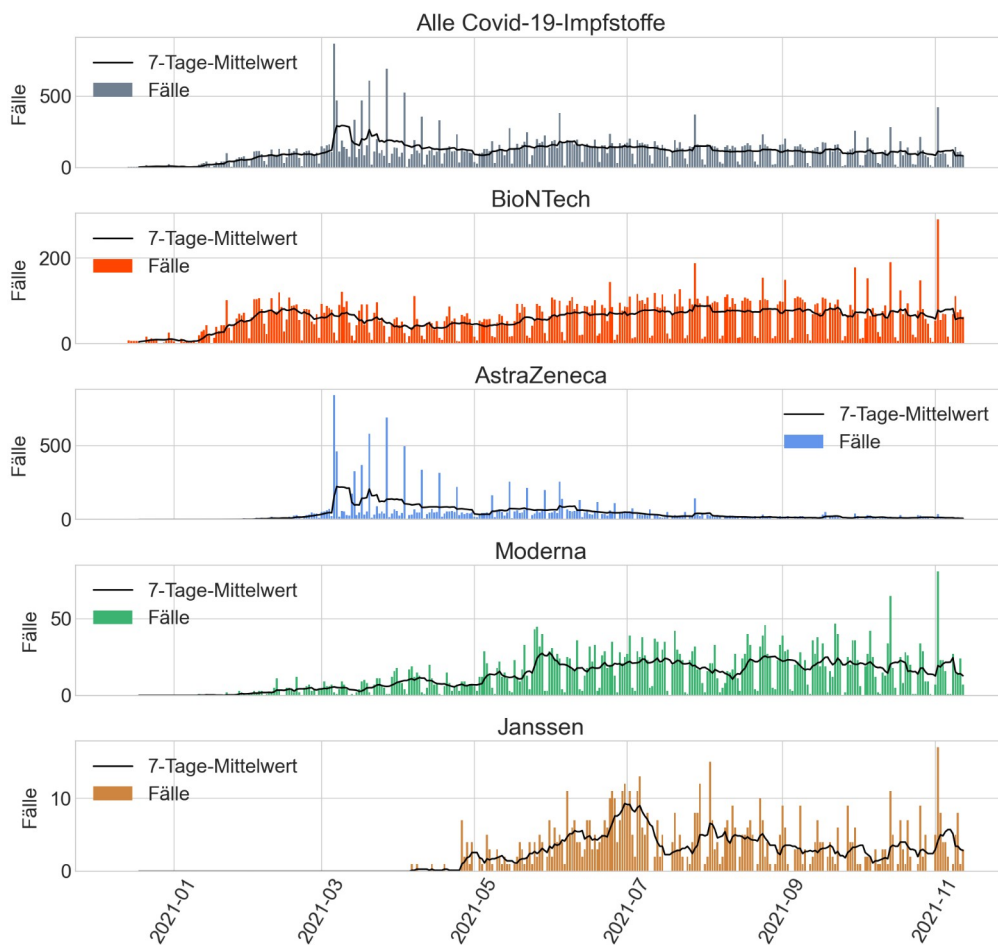 Alle Covid-19-Impfstoffe
Fälle
500
0
7-Tage-Mittelwert
Fälle
BioNTech
Fälle
200
0
7-Tage-Mittelwert
Fälle
AstraZeneca
Fälle
500
0
7-Tage-Mittelwert
Fälle
Moderna
Fälle
50
0
7-Tage-Mittelwert
Fälle
Janssen
Fälle
10
0
7-Tage-Mittelwert
Fälle
2021-01
2021-03
2021-05
2021-07
2021-09
2021-11